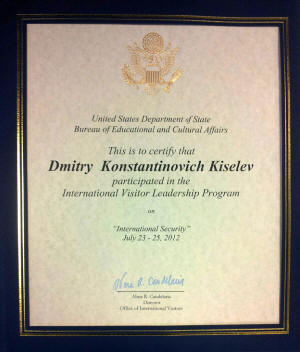 United States Department of State
Bureau of Educational and Cultural Affairs
This is to certify that
Dmitry Konstantinovich Kiselev
participated in the
International Visitor Leadership Program
on
"International Security"
July 23 - 25, 2012
Alma R. Candelaria
Director
Office of International Visitors